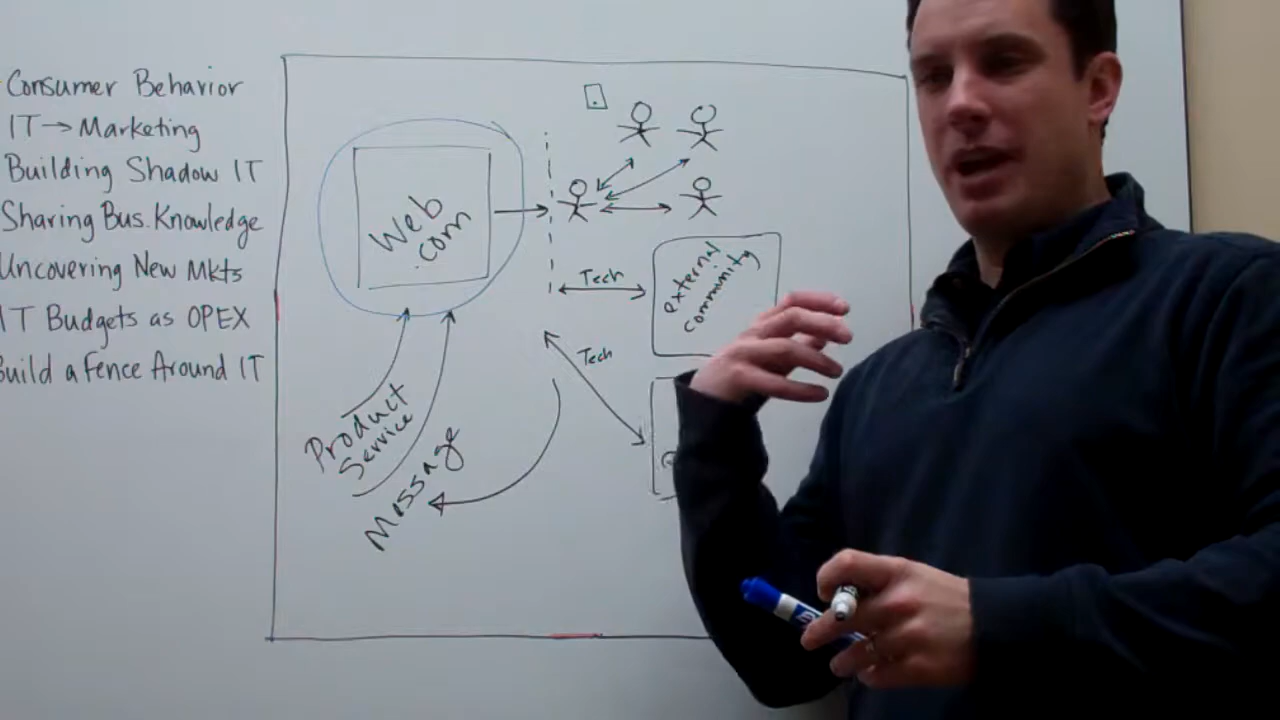 Consumer Behavior
IT→Marketing
Building Shadow IT
Sharing Bus. Knowledge
Uncovering New Mkts
IT Budgets as OPEX
Build a Fence Around IT
Web
.com
Tech
external
community
Tech
Product
Service
Message